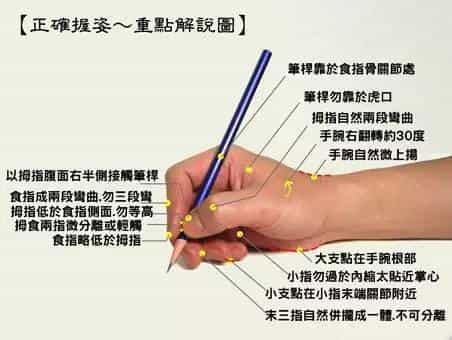 【正確握姿～重點解說圖】
筆桿靠於食指骨關節處
筆桿勿靠於虎口
拇指自然兩段彎曲
手腕右翻轉約30度
手腕自然微上揚
以拇指腹面右半側接觸筆桿
食指成兩段彎曲.勿三段彎
拇指低於食指側面.勿等高
拇食兩指微分離或輕觸
食指略低於拇指
大支點在手腕根部
小指勿過於內縮太貼近掌心
小支點在小指末端關節附近
末三指自然併攏成一體.不可分離